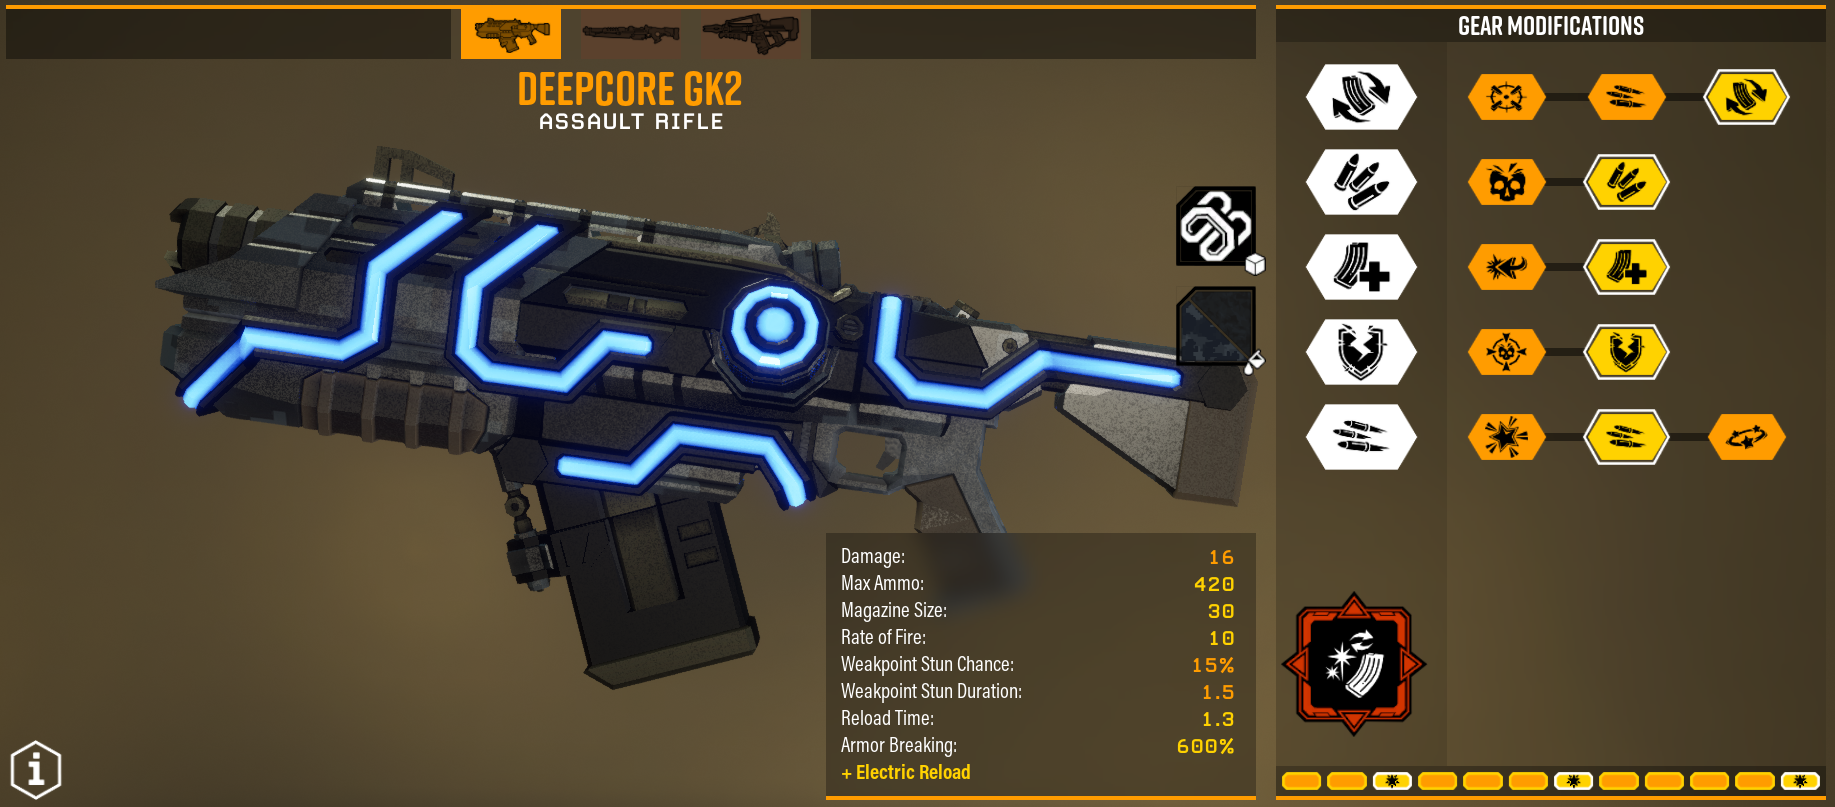 DEEPCORE GK2
ASSAULT RIFLE
GEAR MODIFICATIONS
Damage: 16
Max Ammo: 420
Magazine Size: 30
Rate of Fire: 10
Weakpoint Stun Chance: 15%
Weakpoint Stun Duration: 1.5
Reload Time: 1.3
Armor Breaking: 600%
+ Electric Reload